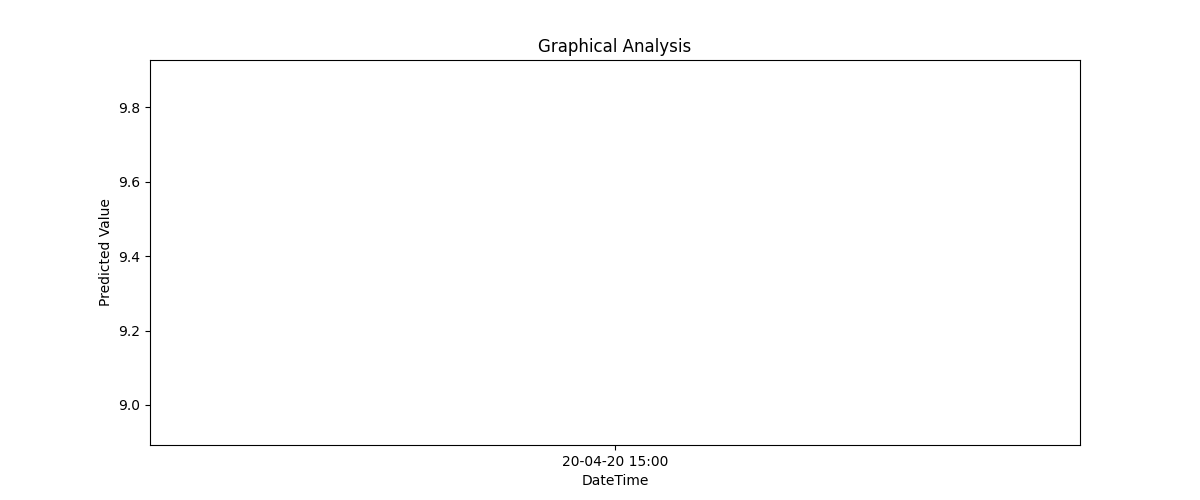 Graphical Analysis
Predicted Value
9.8
9.6
9.4
9.2
9.0
20-04-20 15:00
DateTime